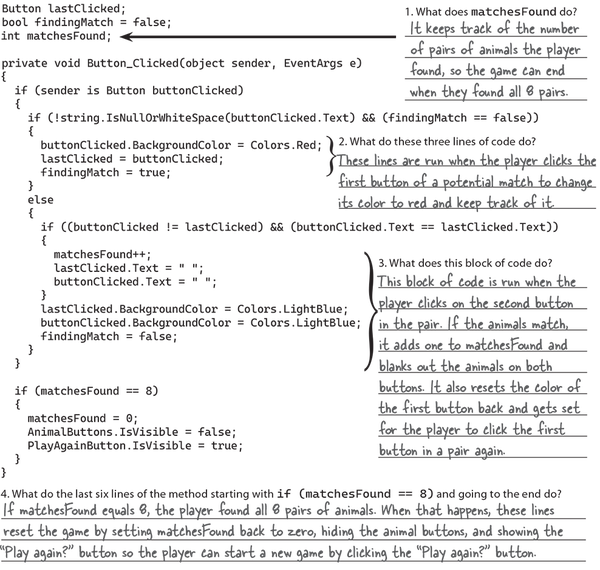 Button lastClicked;
bool findingMatch = false;
int matchesFound;
1. What does matchesFound do?
It keeps track of the number
of pairs of animals the player
found, so the game can end
when they found all 8 pairs.
private void Button_Clicked(object sender, EventArgs e)
{
if (sender is Button buttonClicked)
{
if (!string.IsNullOrWhiteSpace(buttonClicked.Text) && (findingMatch == false))
{
buttonClicked.BackgroundColor = Colors.Red;
lastClicked = buttonClicked;
findingMatch = true;
}
2. What do these three lines of code do?
These lines are run when the player clicks the
first button of a potential match to change
its color to red and keep track of it.
else
{
if ((buttonClicked != lastClicked) && (buttonClicked.Text == lastClicked.Text))
{
matchesFound++;
lastClicked.Text = " ";
buttonClicked.Text = " ";
}
lastClicked.BackgroundColor = Colors.LightBlue;
buttonClicked.BackgroundColor = Colors.LightBlue;
findingMatch = false;
}
}
3. What does this block of code do?
This block of code is run when the
player clicks on the second button
in the pair. If the animals match,
it adds one to matchesFound and
blanks out the animals on both
buttons. It also resets the color of
the first button back and gets set
for the player to click the first
button in a pair again.
if (matchesFound == 8)
{
matchesFound = 0;
AnimalButtons.IsVisible = false;
PlayAgainButton.IsVisible = true;
}
}
4. What do the last six lines of the method starting with if (matchesFound == 8) and going to the end do?
If matchesFound equals 8, the player found all 8 pairs of animals. When that happens, these lines
reset the game by setting matchesFound back to zero, hiding the animal buttons, and showing the
“Play again?” button so the player can start a new game by clicking the “Play again?” button.